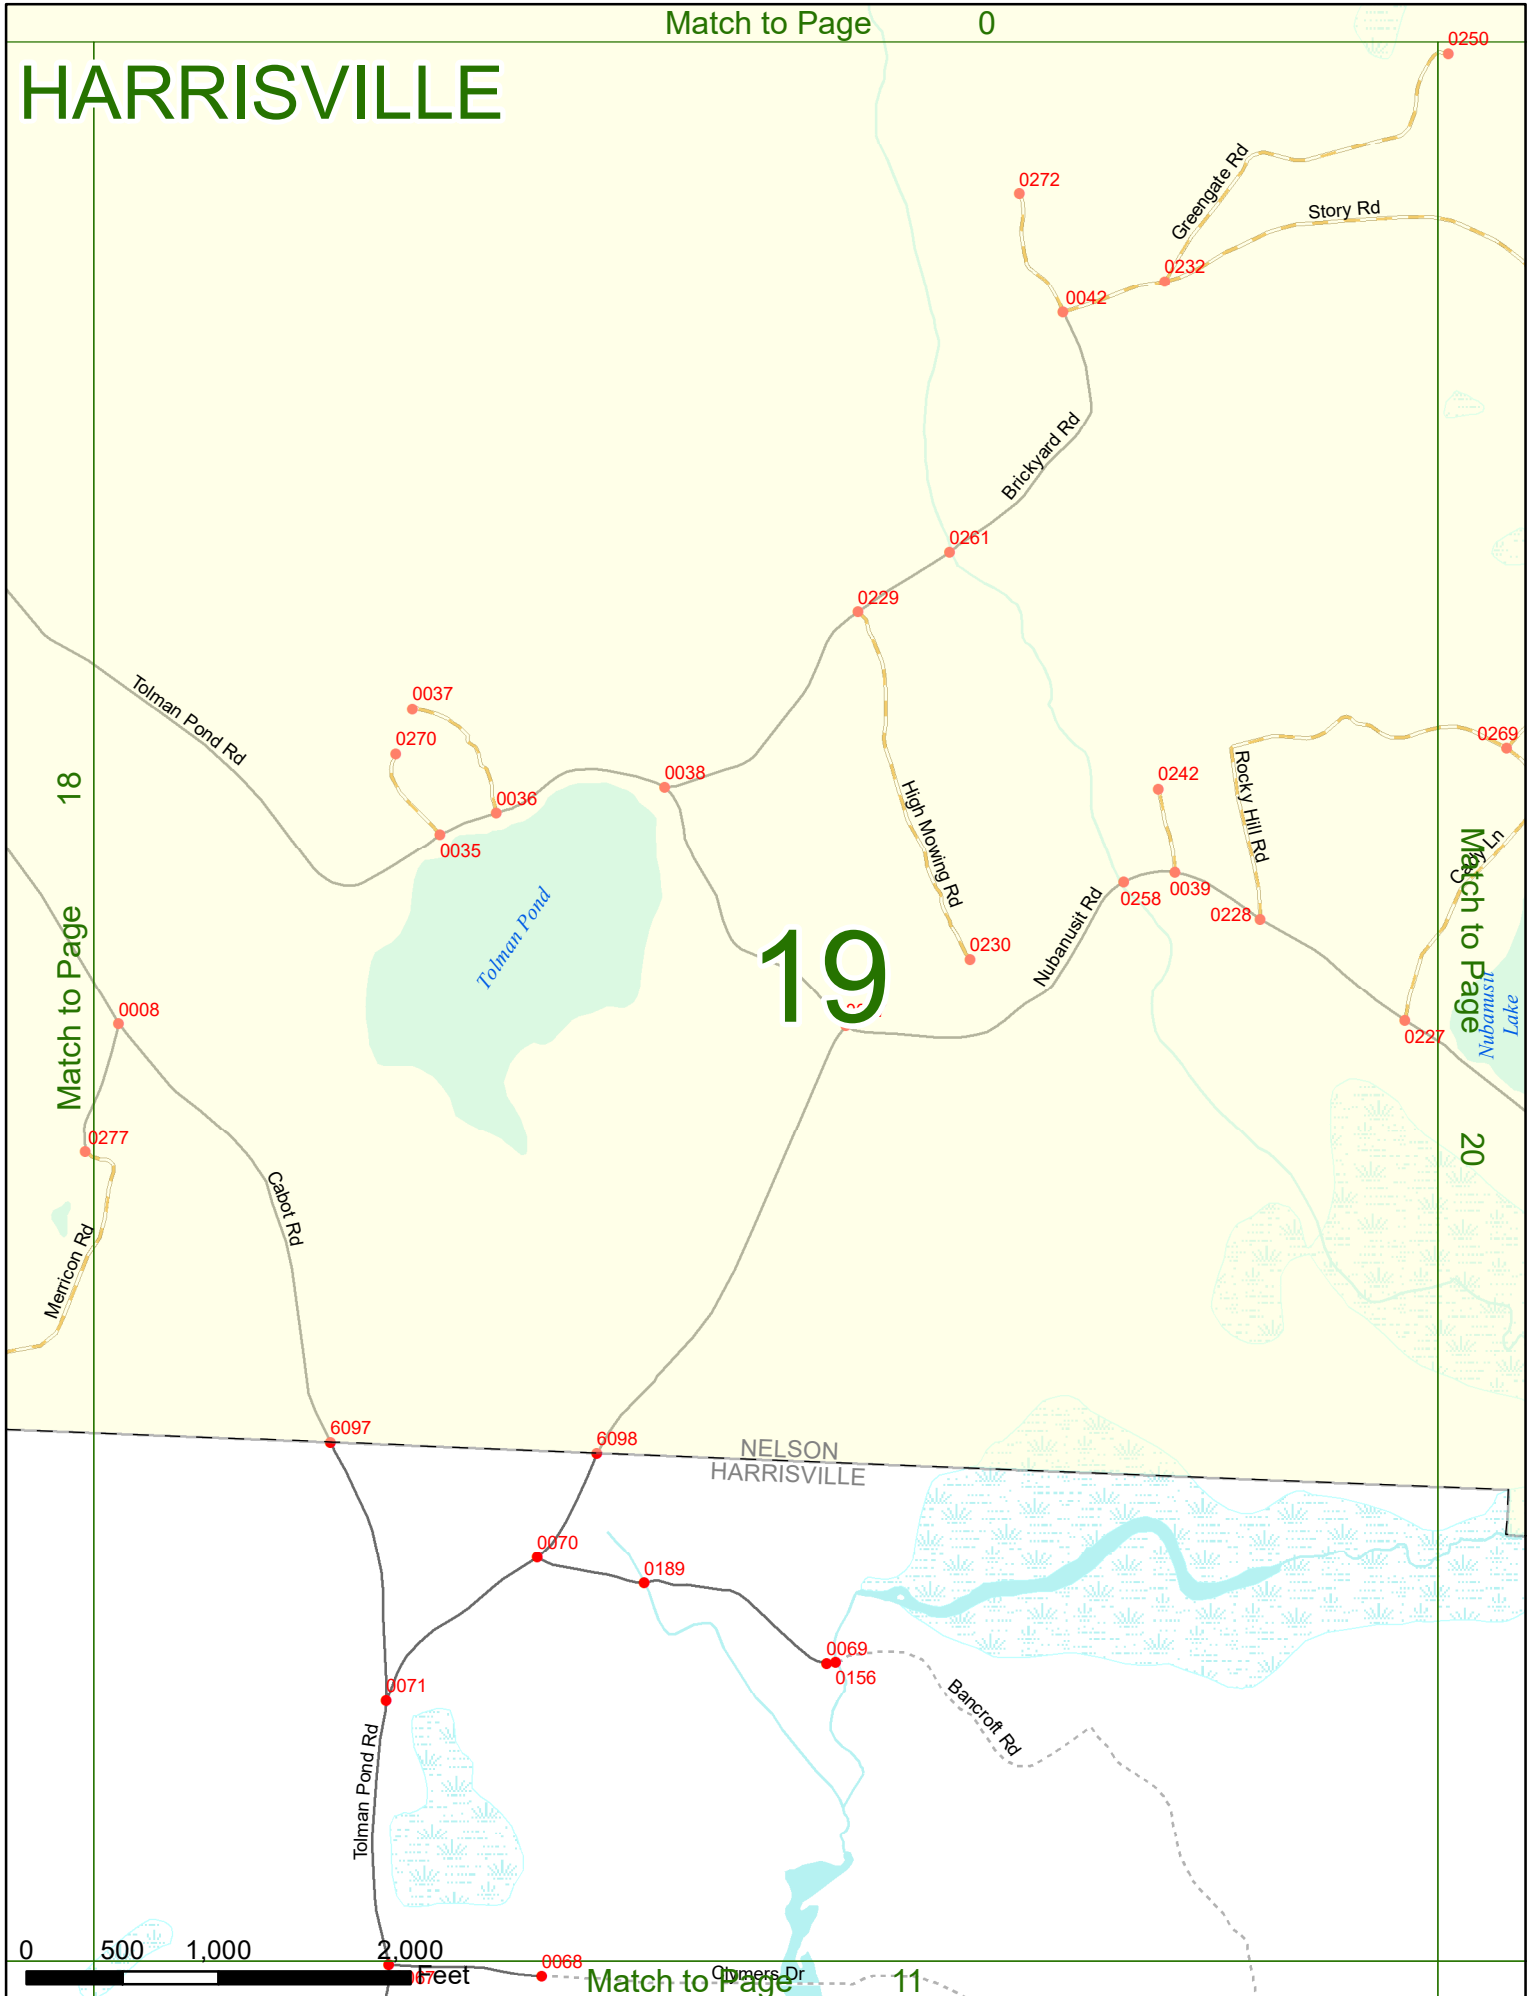 Match to Page 0
HARRISVILLE
0250
0272
Greengate Rd
Story Rd
0232
0042
Brickyard Rd
0261
0229
Tolman Pond Rd
0037
0270
0036
0035
0038
0269
0242
Rocky Hill Rd
High Mowing Rd
18
Match to Page
Tolman Pond
19
0230
Nubanusit Rd
0258
0039
0228
Match to Page
20
0227
Nubanusit
Lake
0008
0277
Merricon Rd
Cabot Rd
6097
6098
NELSON
HARRISVILLE
0070
0189
0069
0156
Bancroft Rd
0071
Tolman Pond Rd
0 500 1,000 2,000
Feet
0068
Clymers Dr
Match to Page 11